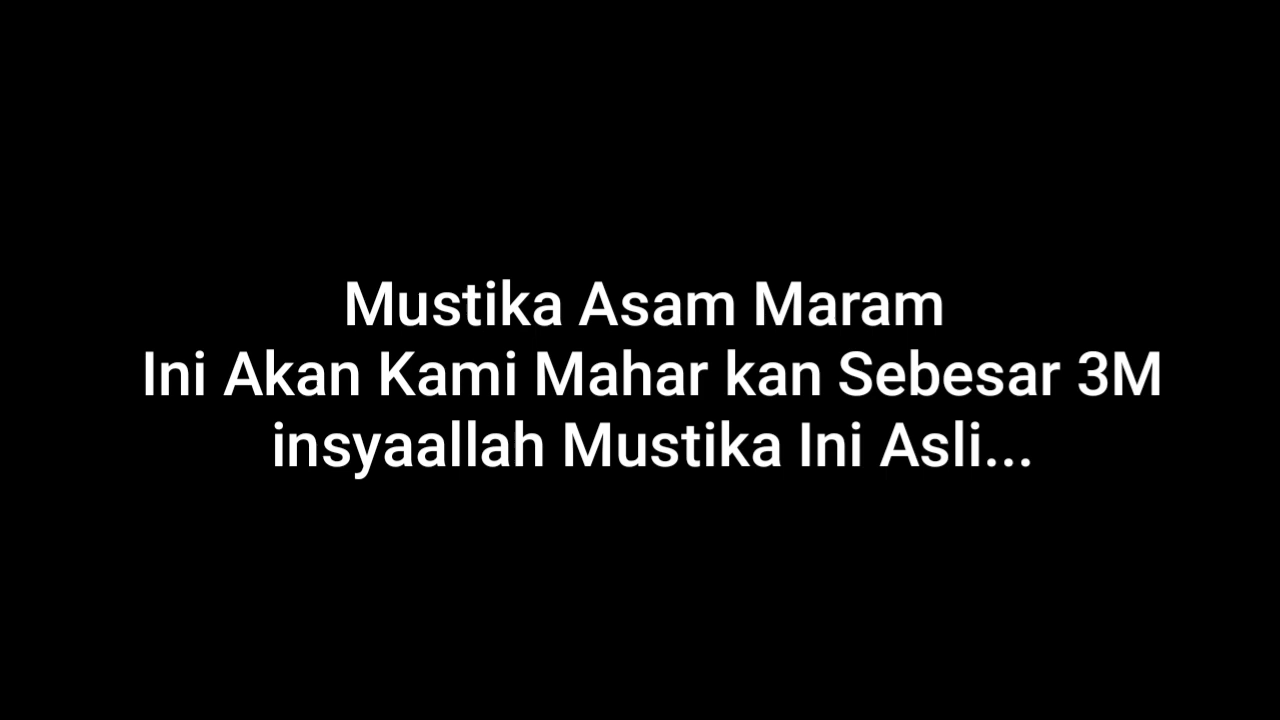 Mustika Asam Maram
Ini Akan Kami Mahar kan Sebesar 3M
insyaallah Mustika Ini Asli...